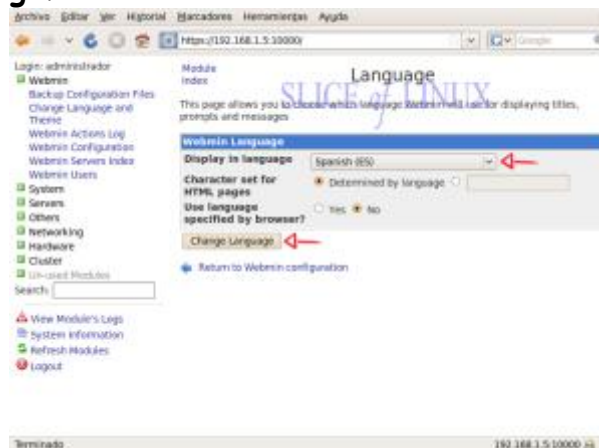 Archivo Editar Ver Historial Marcadores Herramientas Ayuda
https://192.168.1.5:10000/
Google
Login: administrador
Webmin
Backup Configuration Files
Change Language and
Theme
Webmin Actions Log
Webmin Configuration
Webmin Servers Index
Webmin Users
System
Servers
Others
Networking
Hardware
Cluster
Un-used Modules
Search:
View Module's Logs
System Information
Refresh Modules
Logout
Module
Index
Language
SLICE of LINUX
This page allows you to choose which language Webmin will use for displaying titles,
prompts and messages
Webmin Language
Display in language
Spanish (ES)
Character set for
HTML pages
Determined by language
Use language
specified by browser?
Yes No
Change Language
Return to Webmin configuration
Terminado
192.168.1.5:10000